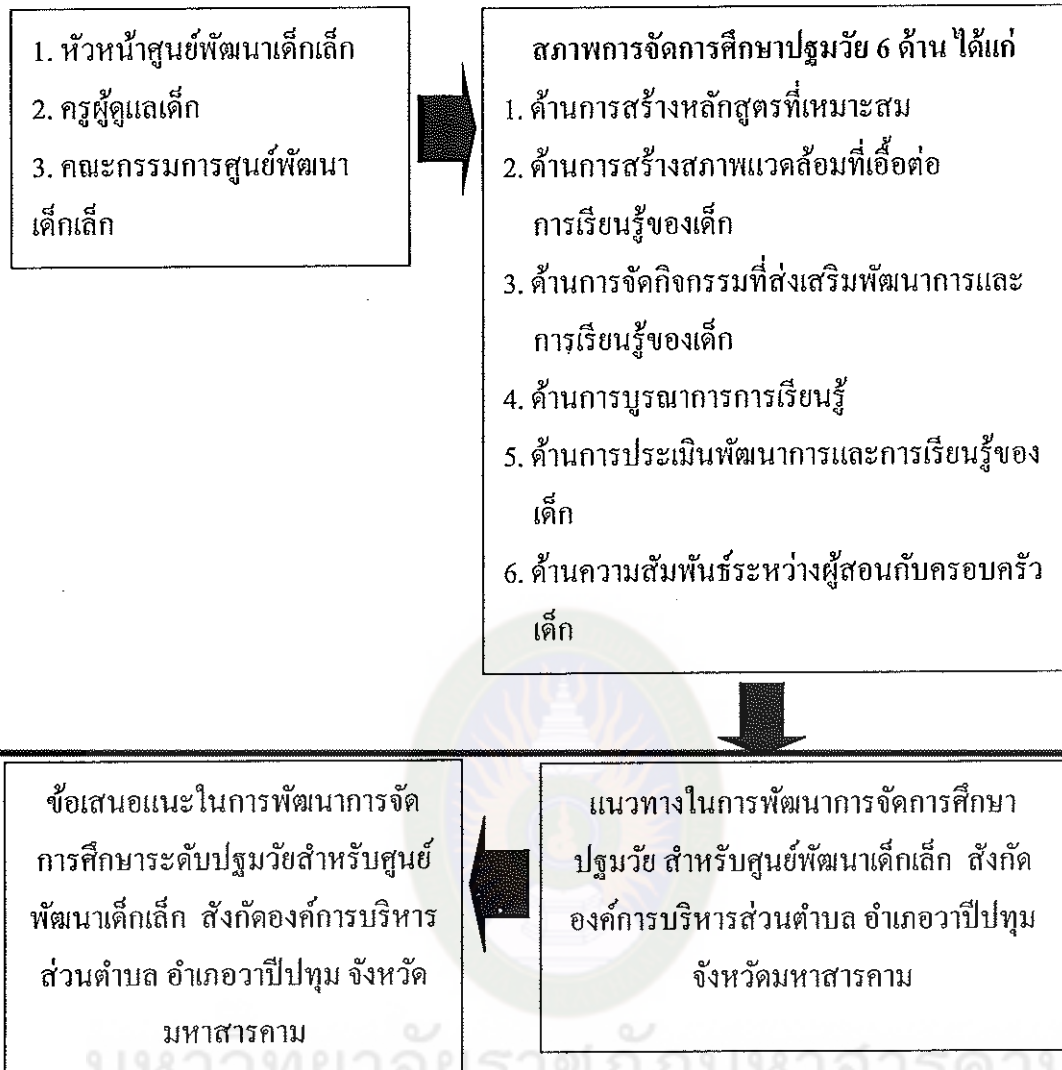 1. หัวหน้าศูนย์พัฒนาเด็กเล็ก
2. ครูผู้ดูแลเด็ก
3. คณะกรรมการศูนย์พัฒนา
เด็กเล็ก
สภาพการจัดการศึกษาปฐมวัย 6 ด้าน ได้แก่
1. ด้านการสร้างหลักสูตรที่เหมาะสม
2. ด้านการสร้างสภาพแวดล้อมที่เอื้อต่อ
การเรียนรู้ของเด็ก
3. ด้านการจัดกิจกรรมที่ส่งเสริมพัฒนาการและ
การเรียนรู้ของเด็ก
4. ด้านการบูรณาการการเรียนรู้
5. ด้านการประเมินพัฒนาการและการเรียนรู้ของ
เด็ก
6. ด้านความสัมพันธ์ระหว่างผู้สอนกับครอบครัว
เด็ก
แนวทางในการพัฒนาการจัดการศึกษา
ปฐมวัย สำหรับศูนย์พัฒนาเด็กเล็ก สังกัด
องค์การบริหารส่วนตำบล อำเภอวาปีปทุม
จังหวัดมหาสารคาม
ข้อเสนอแนะในการพัฒนาการจัด
การศึกษาระดับปฐมวัยสำหรับศูนย์
พัฒนาเด็กเล็ก สังกัดองค์การบริหาร
ส่วนตำบล อำเภอวาปีปทุม จังหวัด
มหาสารคาม
มหาวิทยาลัยราชภัฏมหาสารคาม